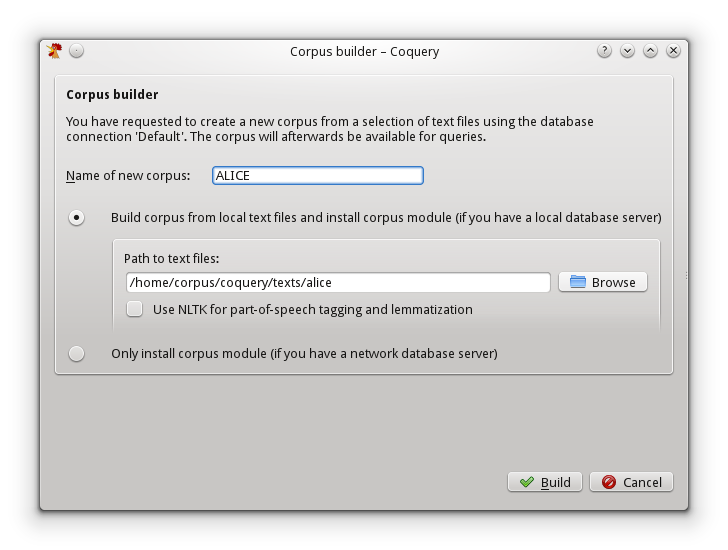 Corpus builder – Coquery
Corpus builder
You have requested to create a new corpus from a selection of text files using the database
connection 'Default'. The corpus will afterwards be available for queries.
Name of new corpus: ALICE
Build corpus from local text files and install corpus module (if you have a local database server)
Path to text files:
/home/corpus/coquery/texts/alice Browse
Use NLTK for part-of-speech tagging and lemmatization
Only install corpus module (if you have a network database server)
Build Cancel